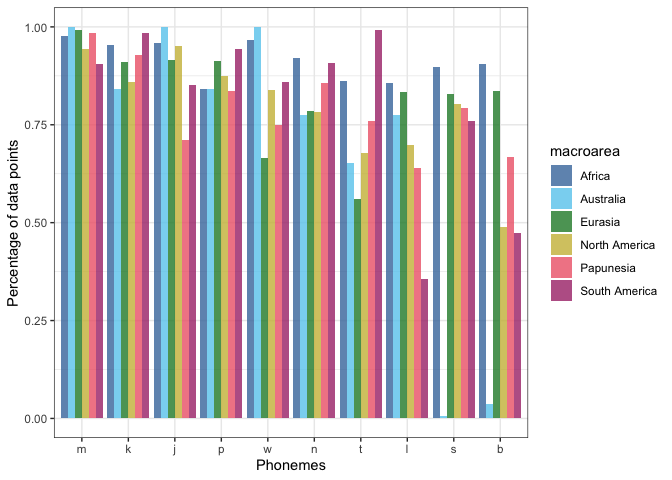 1.00
0.75
0.50
0.25
0.00
Percentage of data points
m k j p w n t l s b
Phonemes
macroarea
Africa
Australia
Eurasia
North America
Papunesia
South America